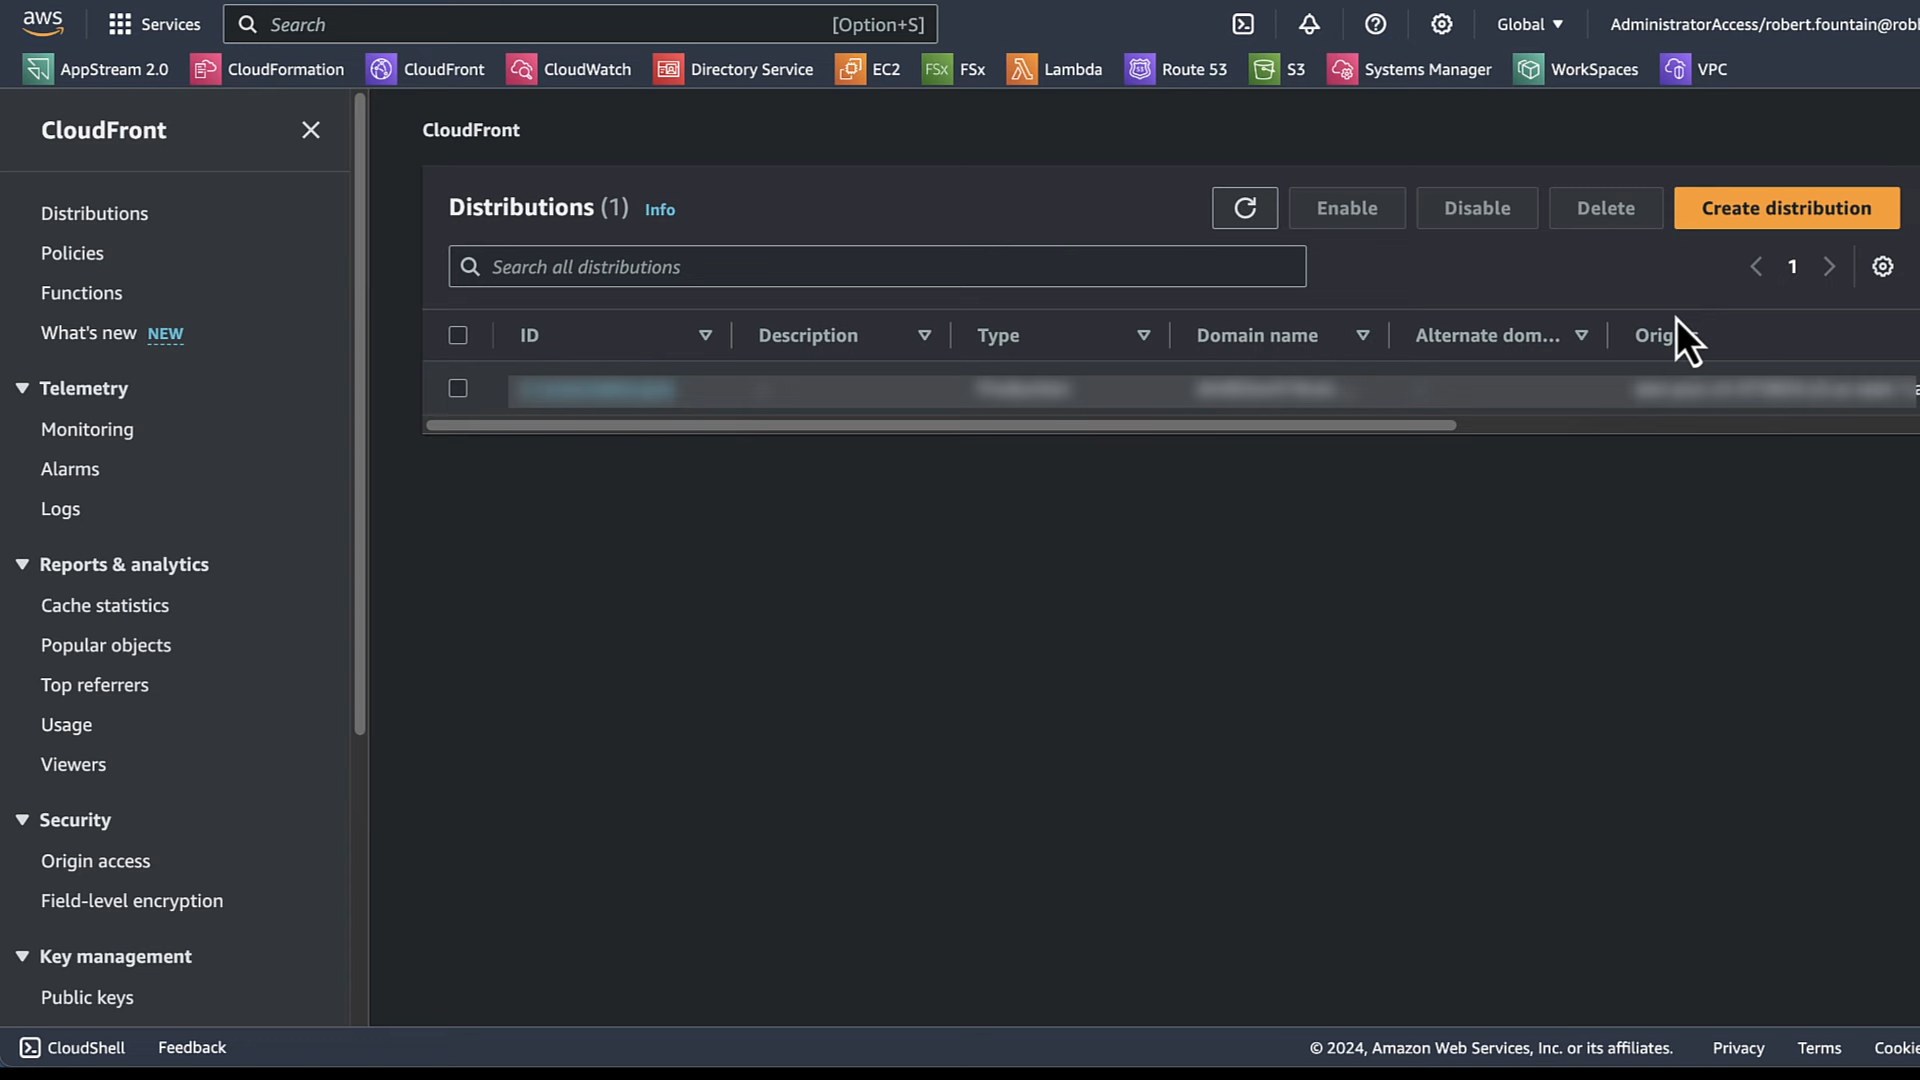 aws Services Search [Option+S] Global AdministratorAccess/robert.fountain@rob
AppStream 2.0 CloudFormation CloudFront CloudWatch Directory Service EC2 FSx FSx Lambda Route 53 S3 Systems Manager WorkSpaces VPC
CloudFront
Distributions
Policies
Functions
What's new NEW
Telemetry
Monitoring
Alarms
Logs
Reports & analytics
Cache statistics
Popular objects
Top referrers
Usage
Viewers
Security
Origin access
Field-level encryption
Key management
Public keys
CloudFront
Distributions (1) Info Enable Disable Delete Create distribution
Search all distributions 1
ID Description Type Domain name Alternate dom...
CloudShell Feedback © 2024, Amazon Web Services, Inc. or its affiliates. Privacy Terms Cookie